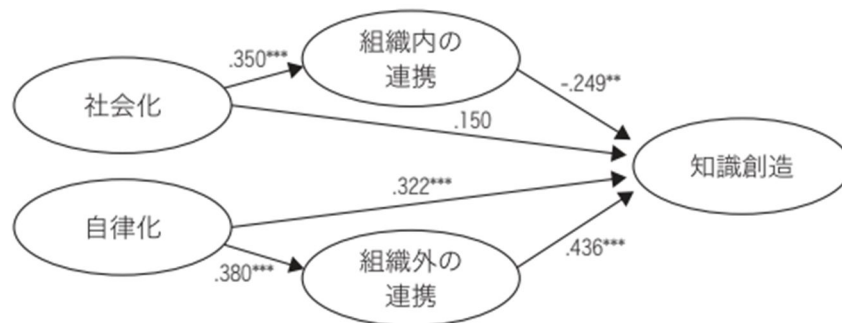 組織内の
連携
.350***
-.249**
社会化
.150
知識創造
.322***
自律化
組織外の
連携
.380***
.436***